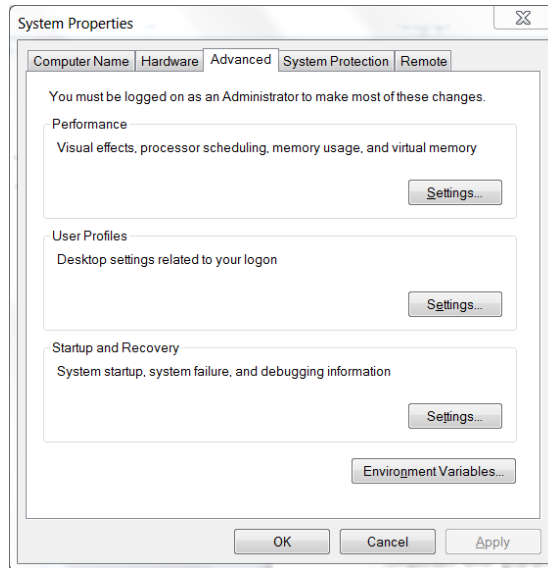 System Properties
Computer Name Hardware Advanced System Protection Remote
You must be logged on as an Administrator to make most of these changes.
Performance
Visual effects, processor scheduling, memory usage, and virtual memory
Settings...
User Profiles
Desktop settings related to your logon
Settings...
Startup and Recovery
System startup, system failure, and debugging information
Settings...
Environment Variables...
OK Cancel Apply